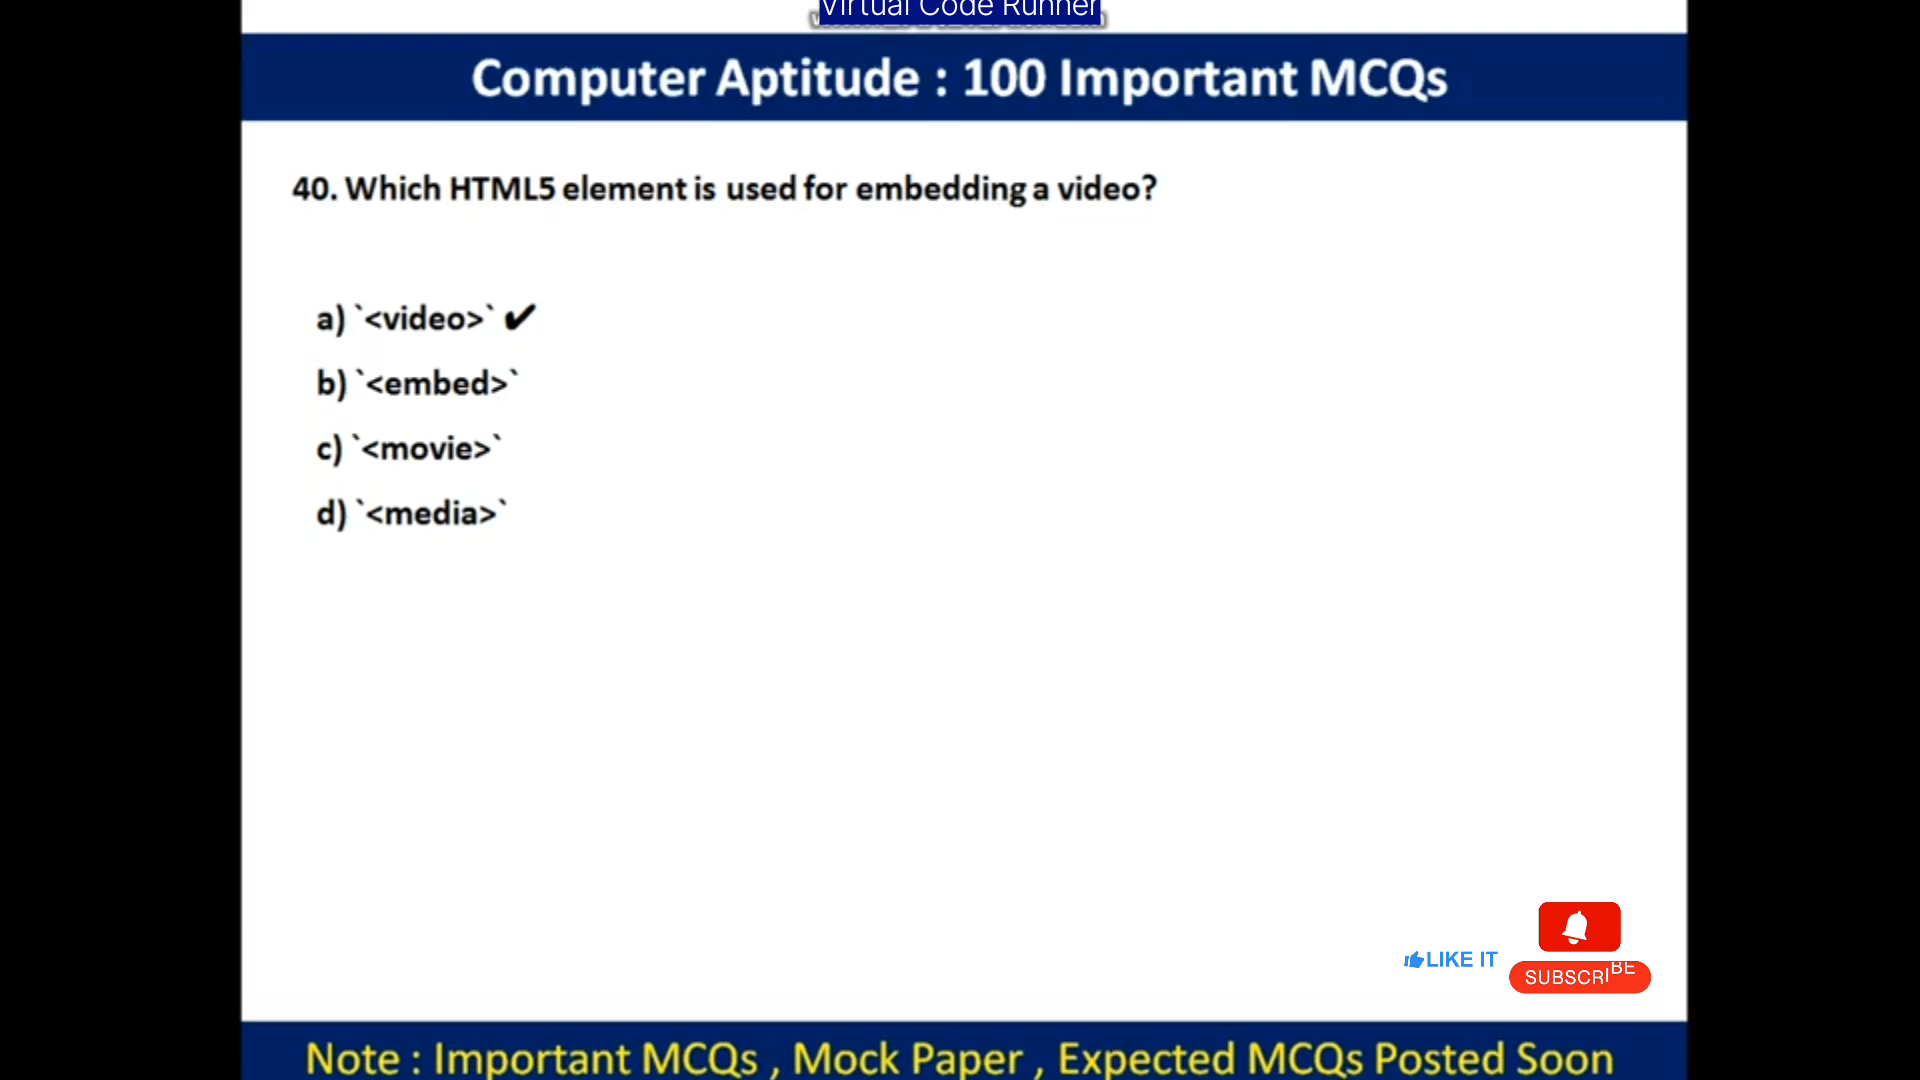 Virtual Code Runner
Computer Aptitude : 100 Important MCQs
40. Which HTML5 element is used for embedding a video?
a) `<video>` ✔
b) `<embed>`
c) `<movie>`
d) `<media>`
LIKE IT
SUBSCRIBE
Note : Important MCQs , Mock Paper , Expected MCQs Posted Soon